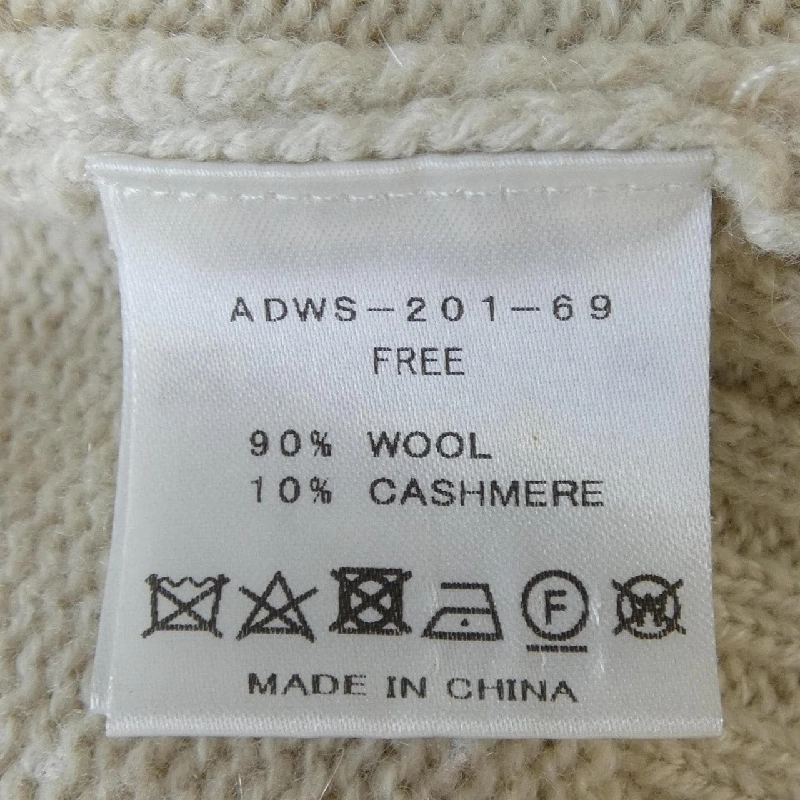 ADWS-201-69
FREE
90% WOOL
10% CASHMERE
F W
MADE IN CHINA